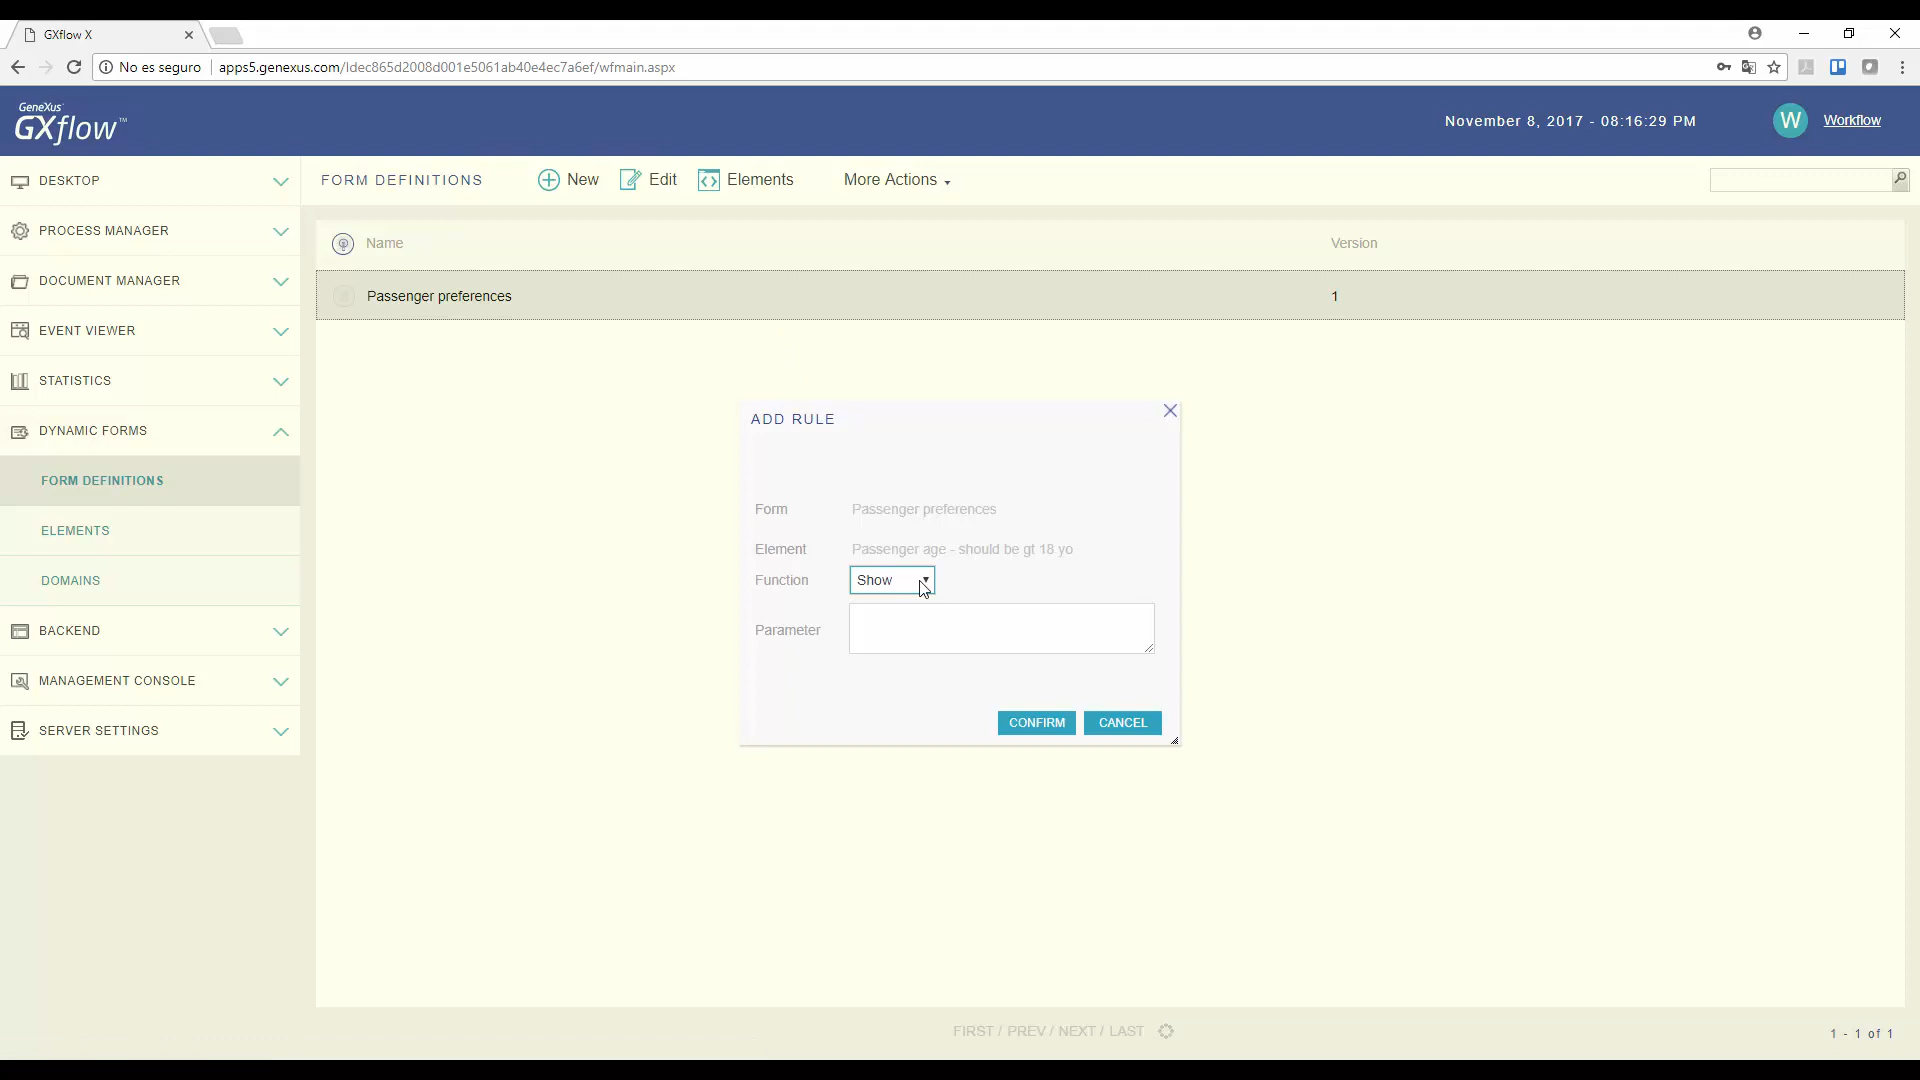 GXflow X
No es seguro
apps5.genexus.com/Idec865d2008d001e5061ab40e4ec7a6ef/wfmain.aspx
GeneXus
GXflow™
November 8, 2017 - 08:16:29 PM
W
Workflow
DESKTOP
PROCESS MANAGER
DOCUMENT MANAGER
EVENT VIEWER
STATISTICS
DYNAMIC FORMS
FORM DEFINITIONS
ELEMENTS
DOMAINS
BACKEND
MANAGEMENT CONSOLE
SERVER SETTINGS
FORM DEFINITIONS
New
Edit
Elements
More Actions
Name Version
Passenger preferences 1
ADD RULE
Form Passenger preferences
Element Passenger age - should be gt 18 yo
Function Show
Parameter
CONFIRM CANCEL
FIRST / PREV / NEXT / LAST
1 - 1 of 1